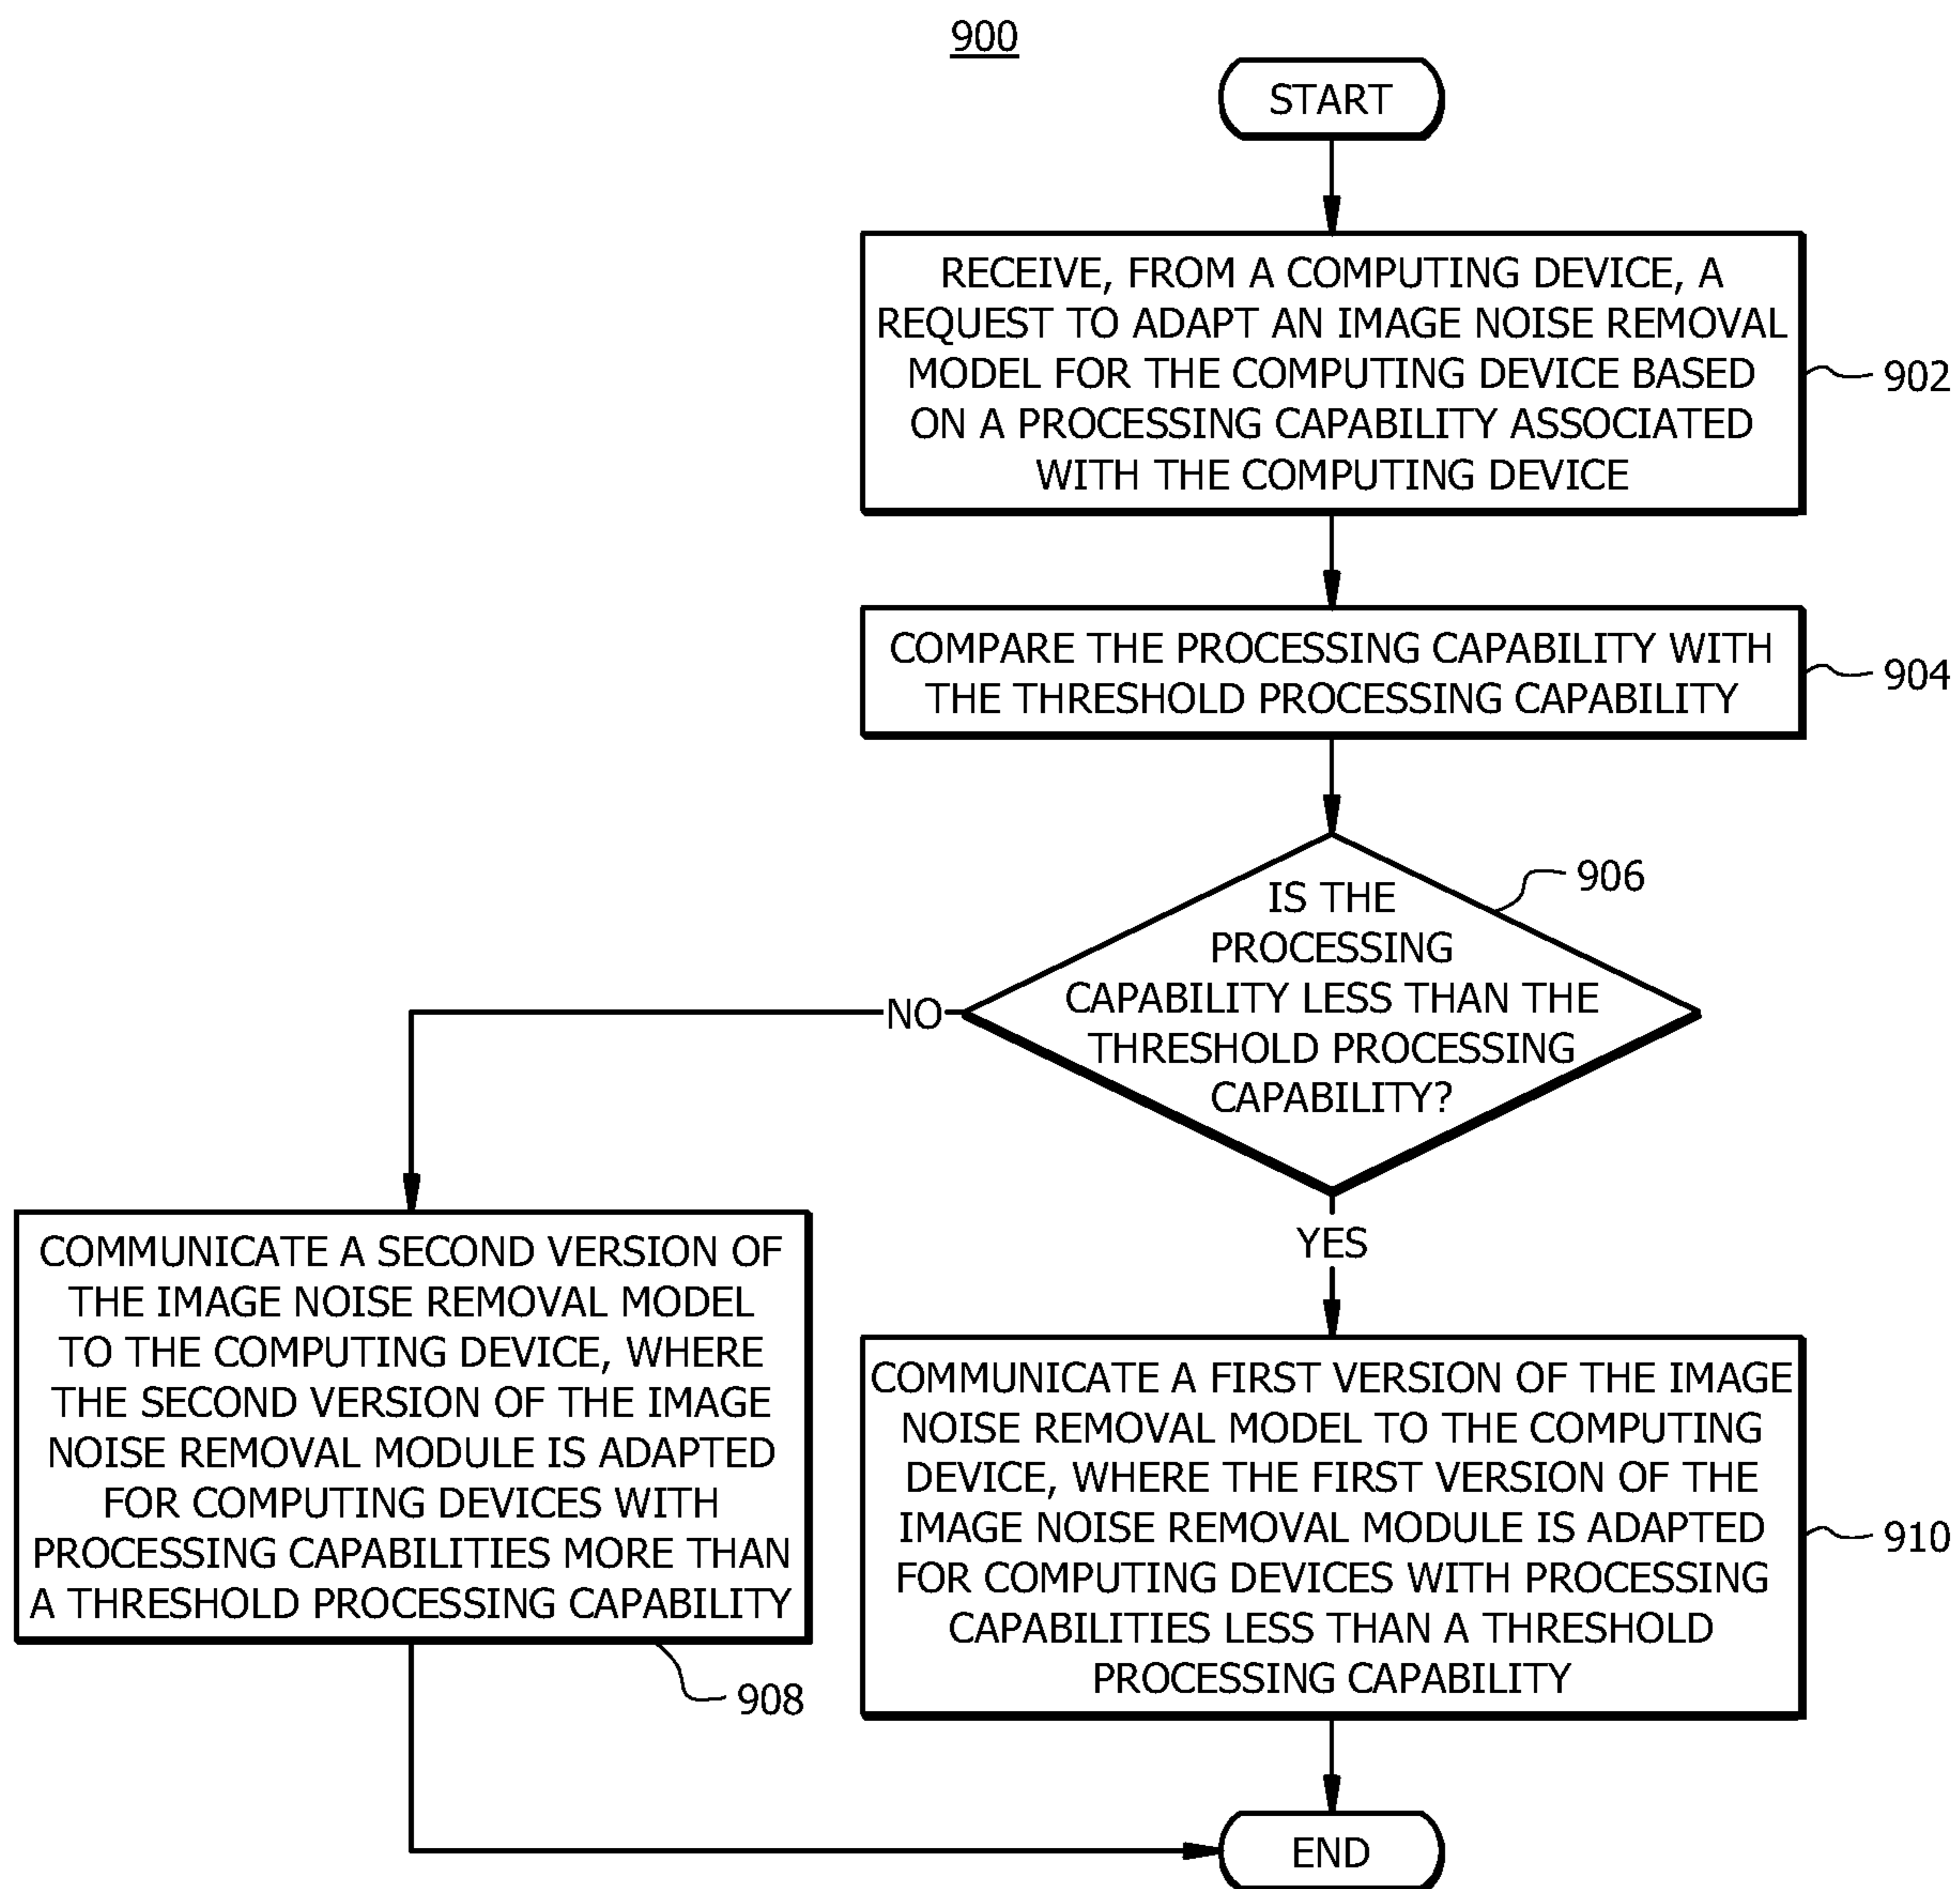 900
START
RECEIVE, FROM A COMPUTING DEVICE, A
REQUEST TO ADAPT AN IMAGE NOISE REMOVAL
MODEL FOR THE COMPUTING DEVICE BASED
ON A PROCESSING CAPABILITY ASSOCIATED
WITH THE COMPUTING DEVICE
902
COMPARE THE PROCESSING CAPABILITY WITH
THE THRESHOLD PROCESSING CAPABILITY
904
IS THE
PROCESSING
CAPABILITY LESS THAN THE
THRESHOLD PROCESSING
CAPABILITY?
906
NO
YES
COMMUNICATE A SECOND VERSION OF
THE IMAGE NOISE REMOVAL MODEL
TO THE COMPUTING DEVICE, WHERE
THE SECOND VERSION OF THE IMAGE
NOISE REMOVAL MODULE IS ADAPTED
FOR COMPUTING DEVICES WITH
PROCESSING CAPABILITIES MORE THAN
A THRESHOLD PROCESSING CAPABILITY
908
COMMUNICATE A FIRST VERSION OF THE IMAGE
NOISE REMOVAL MODEL TO THE COMPUTING
DEVICE, WHERE THE FIRST VERSION OF THE
IMAGE NOISE REMOVAL MODULE IS ADAPTED
FOR COMPUTING DEVICES WITH PROCESSING
CAPABILITIES LESS THAN A THRESHOLD
PROCESSING CAPABILITY
910
END